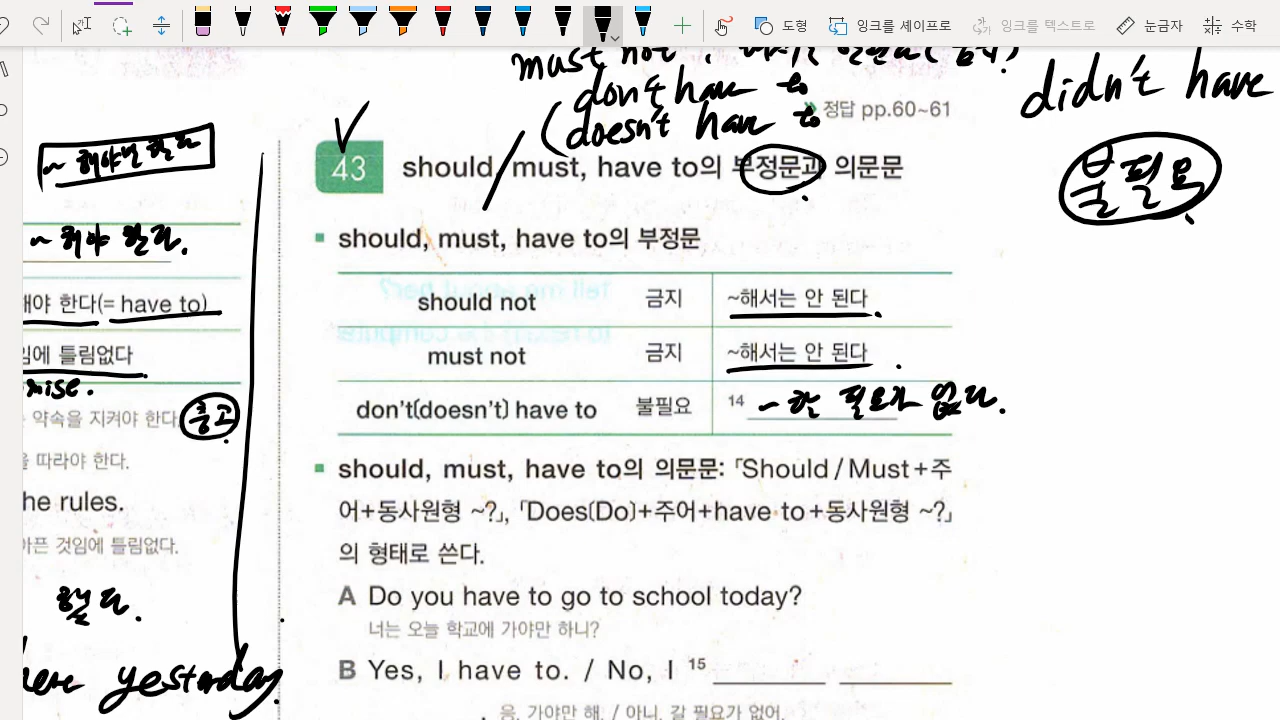 도형
잉크를 셰이프로
잉크를 텍스트로
눈금자
수학
must not :
don't have to
(doesn't have to
didn't have
불필요
정답 pp.60~61
43 should, must, have to의 부정문과 의문문
should, must, have to의 부정문
should not 금지 ~해서는 안 된다
must not 금지 ~해서는 안 된다
don't(doesn't) have to 불필요 14 ~할 필요가 없다.
should, must, have to의 의문문: 「Should / Must+주
어+동사원형 ~?」, 「Does(Do)+주어+have to+동사원형 ~?」
의 형태로 쓴다.
A Do you have to go to school today?
너는 오늘 학교에 가야만 하니?
B Yes, I have to. / No, I 15
응, 가야만 해. / 아니, 갈 필요가 없어.
~ 해야만 한다
~ 해야 한다.
해야 한다(= have to)
임에 틀림없다
mise.
약속을 지켜야 한다.
충고
을 따라야 한다.
he rules.
아픈 것임에 틀림없다.
했다.
here yesterday